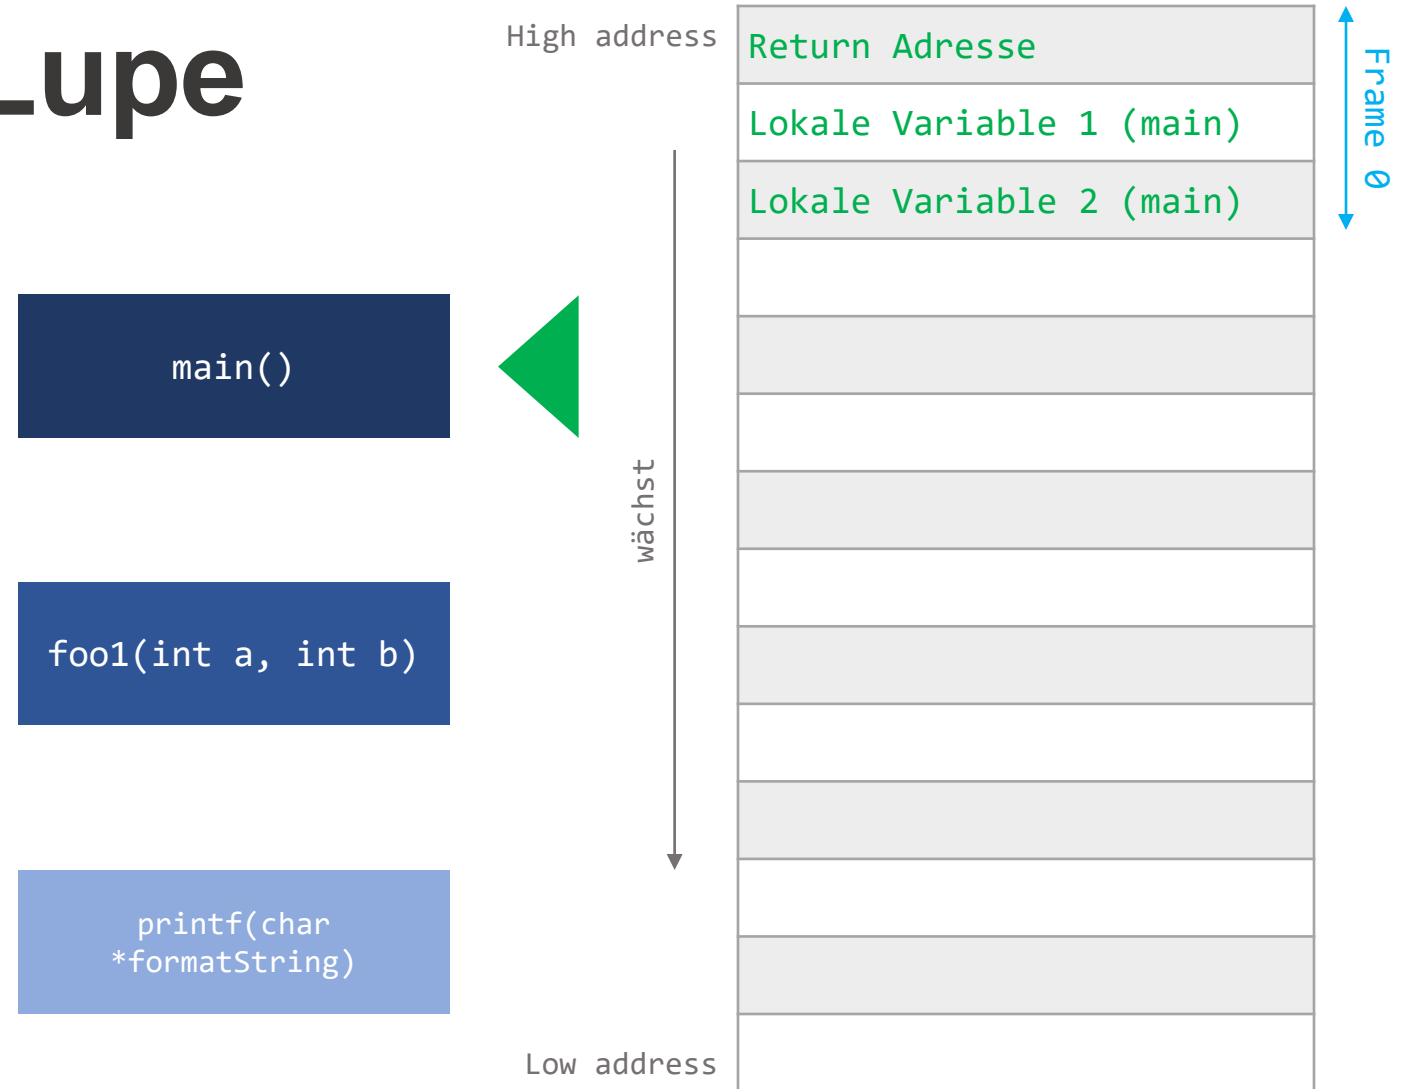 Lupe
High address
Return Adresse
Lokale Variable 1 (main)
Lokale Variable 2 (main)
Frame 0
main()
wächst
foo1(int a, int b)
printf(char
*formatString)
Low address